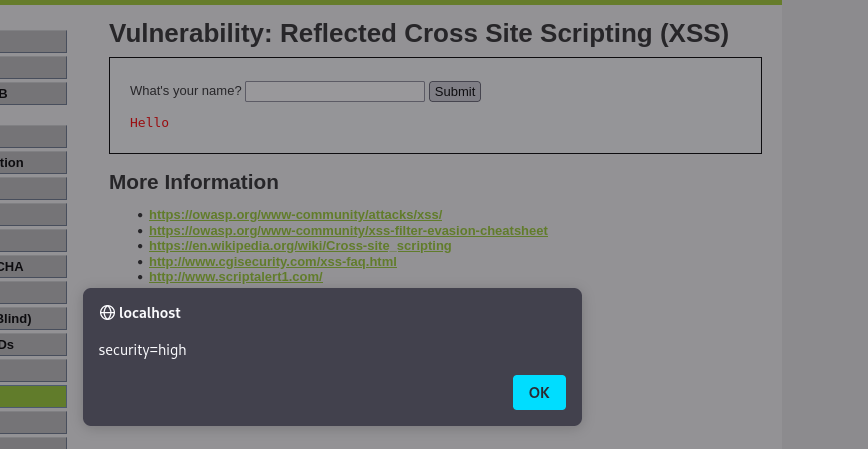 Vulnerability: Reflected Cross Site Scripting (XSS)
What's your name? Submit
Hello
More Information
https://owasp.org/www-community/attacks/xss/
https://owasp.org/www-community/xss-filter-evasion-cheatsheet
https://en.wikipedia.org/wiki/Cross-site_scripting
http://www.cgisecurity.com/xss-faq.html
http://www.scriptalert1.com/
B
tion
CHA
Blind)
Os
localhost
security=high
OK